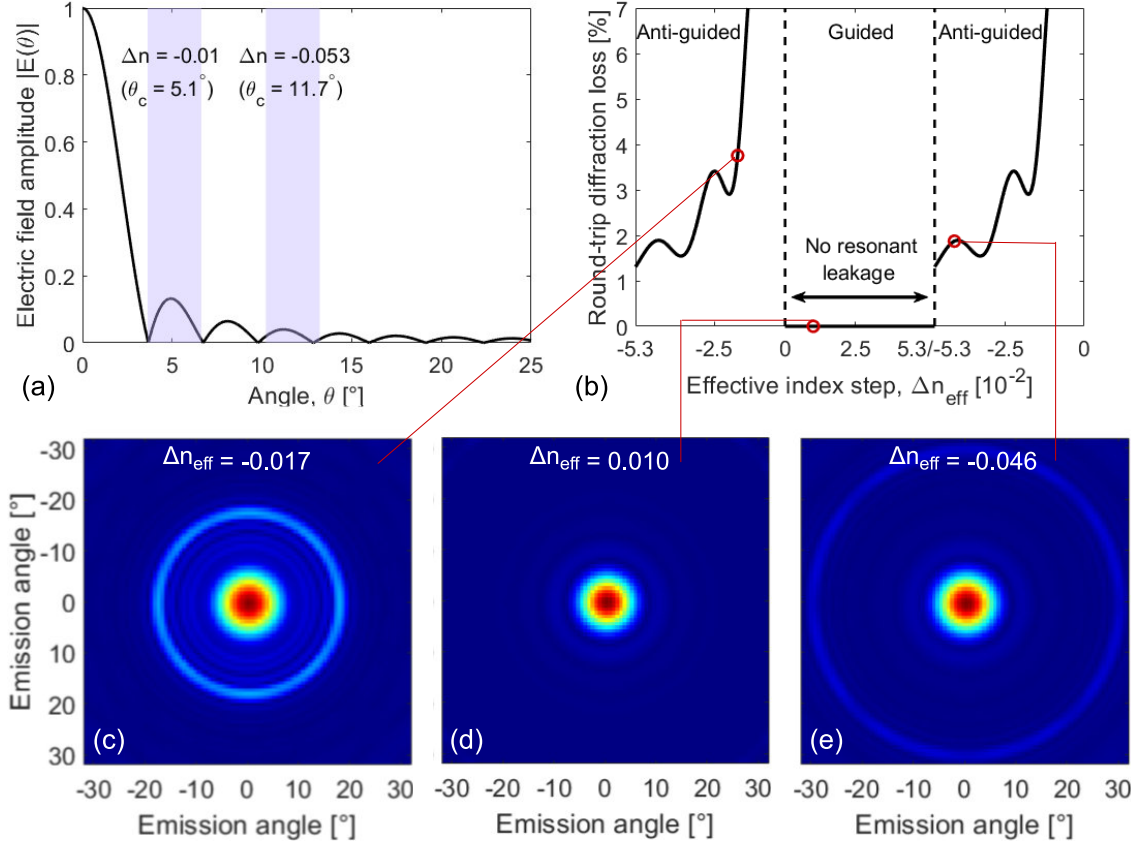 Electric field amplitude |E(θ)|
1
0.8
0.6
0.4
0.2
0
0 5 10 15 20 25
Δn = -0.01
(θc = 5.1°)
Δn = -0.053
(θc = 11.7°)
Angle, θ [°]
(a)
Round-trip diffraction loss [%]
7
6
5
4
3
2
1
0
Anti-guided Guided Anti-guided
No resonant
leakage
-5.3 -2.5 0 2.5 5.3/-5.3 -2.5 0
Effective index step, Δneff [10-2]
(b)
Emission angle [°]
-30
-20
-10
0
10
20
30
Δneff = -0.017
(c)
-30 -20 -10 0 10 20 30
Emission angle [°]
Δneff = 0.010
(d)
-30 -20 -10 0 10 20 30
Emission angle [°]
Δneff = -0.046
(e)
-30 -20 -10 0 10 20 30
Emission angle [°]